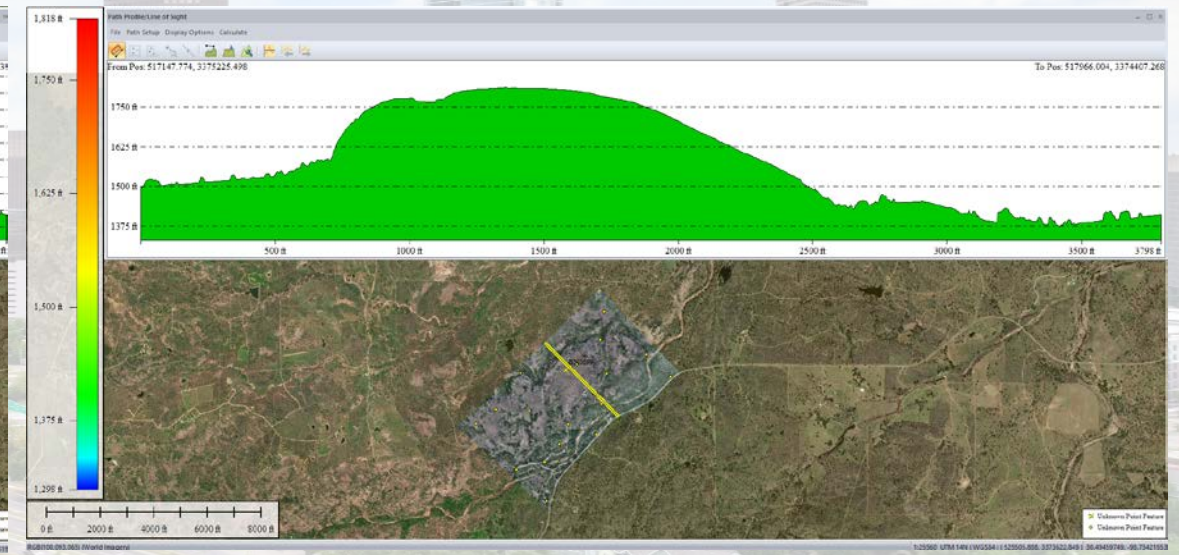 1,818 ft
1,750 ft
1,625 ft
1,500 ft
1,375 ft
1,298 ft
Path Profile/Line of Sight
File Path Setup Display Options Calculate
From Pos: 517147.774, 3375225.498
To Pos: 517966.004, 3374407.268
1750 ft
1625 ft
1500 ft
1375 ft
500 ft 1000 ft 1500 ft 2000 ft 2500 ft 3000 ft 3500 ft 3798 ft
0 ft 2000 ft 4000 ft 6000 ft 8000 ft
Unknown Point Feature
Unknown Point Feature